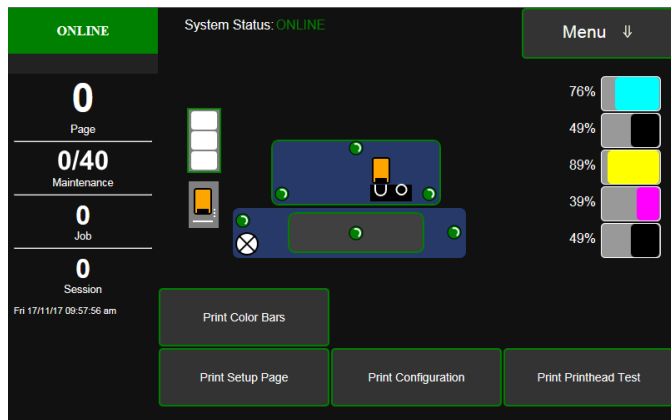 ONLINE
System Status: ONLINE
Menu ⇓
0
Page
0/40
Maintenance
0
Job
0
Session
Fri 17/11/17 09:57:56 am
76%
49%
89%
39%
49%
Print Color Bars
Print Setup Page
Print Configuration
Print Printhead Test